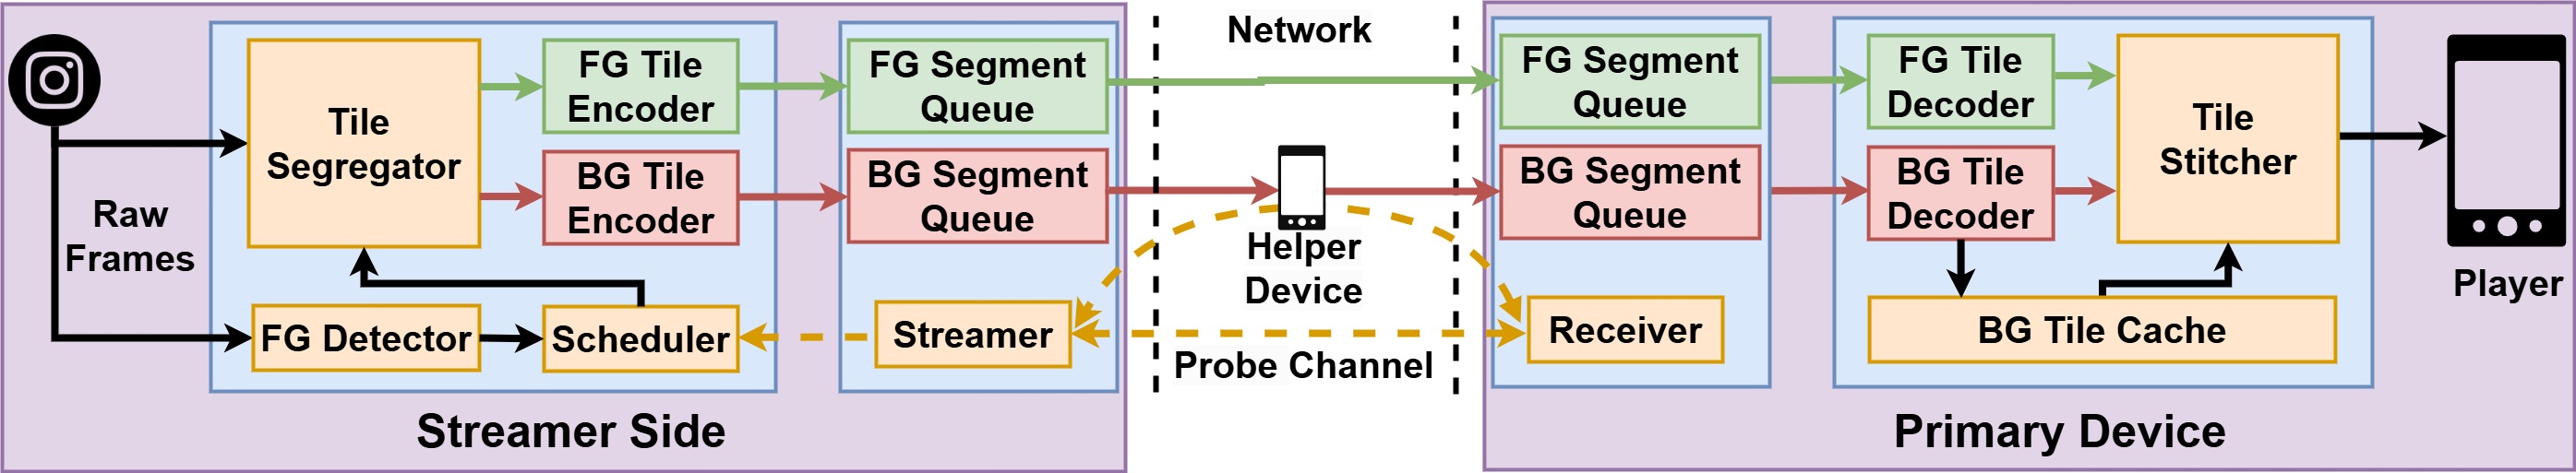 Raw
Frames
Tile
Segregator
FG Tile
Encoder
BG Tile
Encoder
FG Detector
Scheduler
FG Segment
Queue
BG Segment
Queue
Streamer
Streamer Side
Network
Helper
Device
Probe Channel
FG Segment
Queue
BG Segment
Queue
Receiver
FG Tile
Decoder
BG Tile
Decoder
Tile
Stitcher
BG Tile Cache
Player
Primary Device